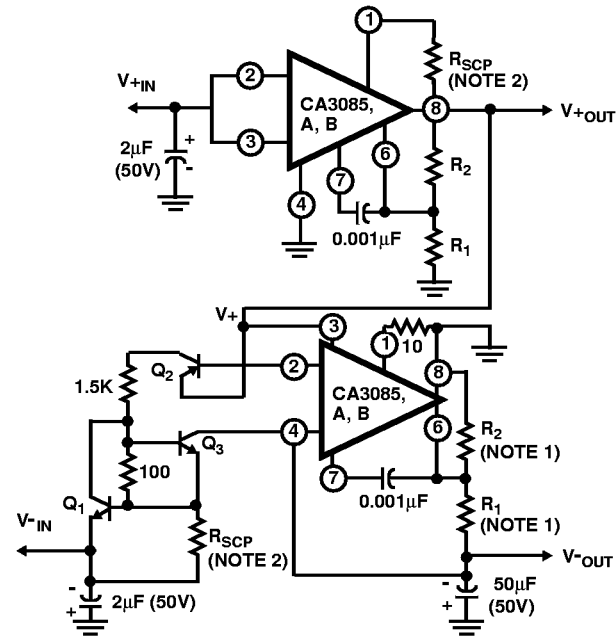 1
RSCP
(NOTE 2)
V+IN
2
CA3085,
A, B
8
V+OUT
3
6
2μF
(50V)
+
-
7
R2
4
0.001μF
R1
V+
3
1
10
Q2
2
8
1.5K
CA3085,
A, B
Q3
4
6
R2
(NOTE 1)
100
7
0.001μF
Q1
R1
(NOTE 1)
V-IN
RSCP
(NOTE 2)
V-OUT
-
+
2μF (50V)
-
+
50μF
(50V)